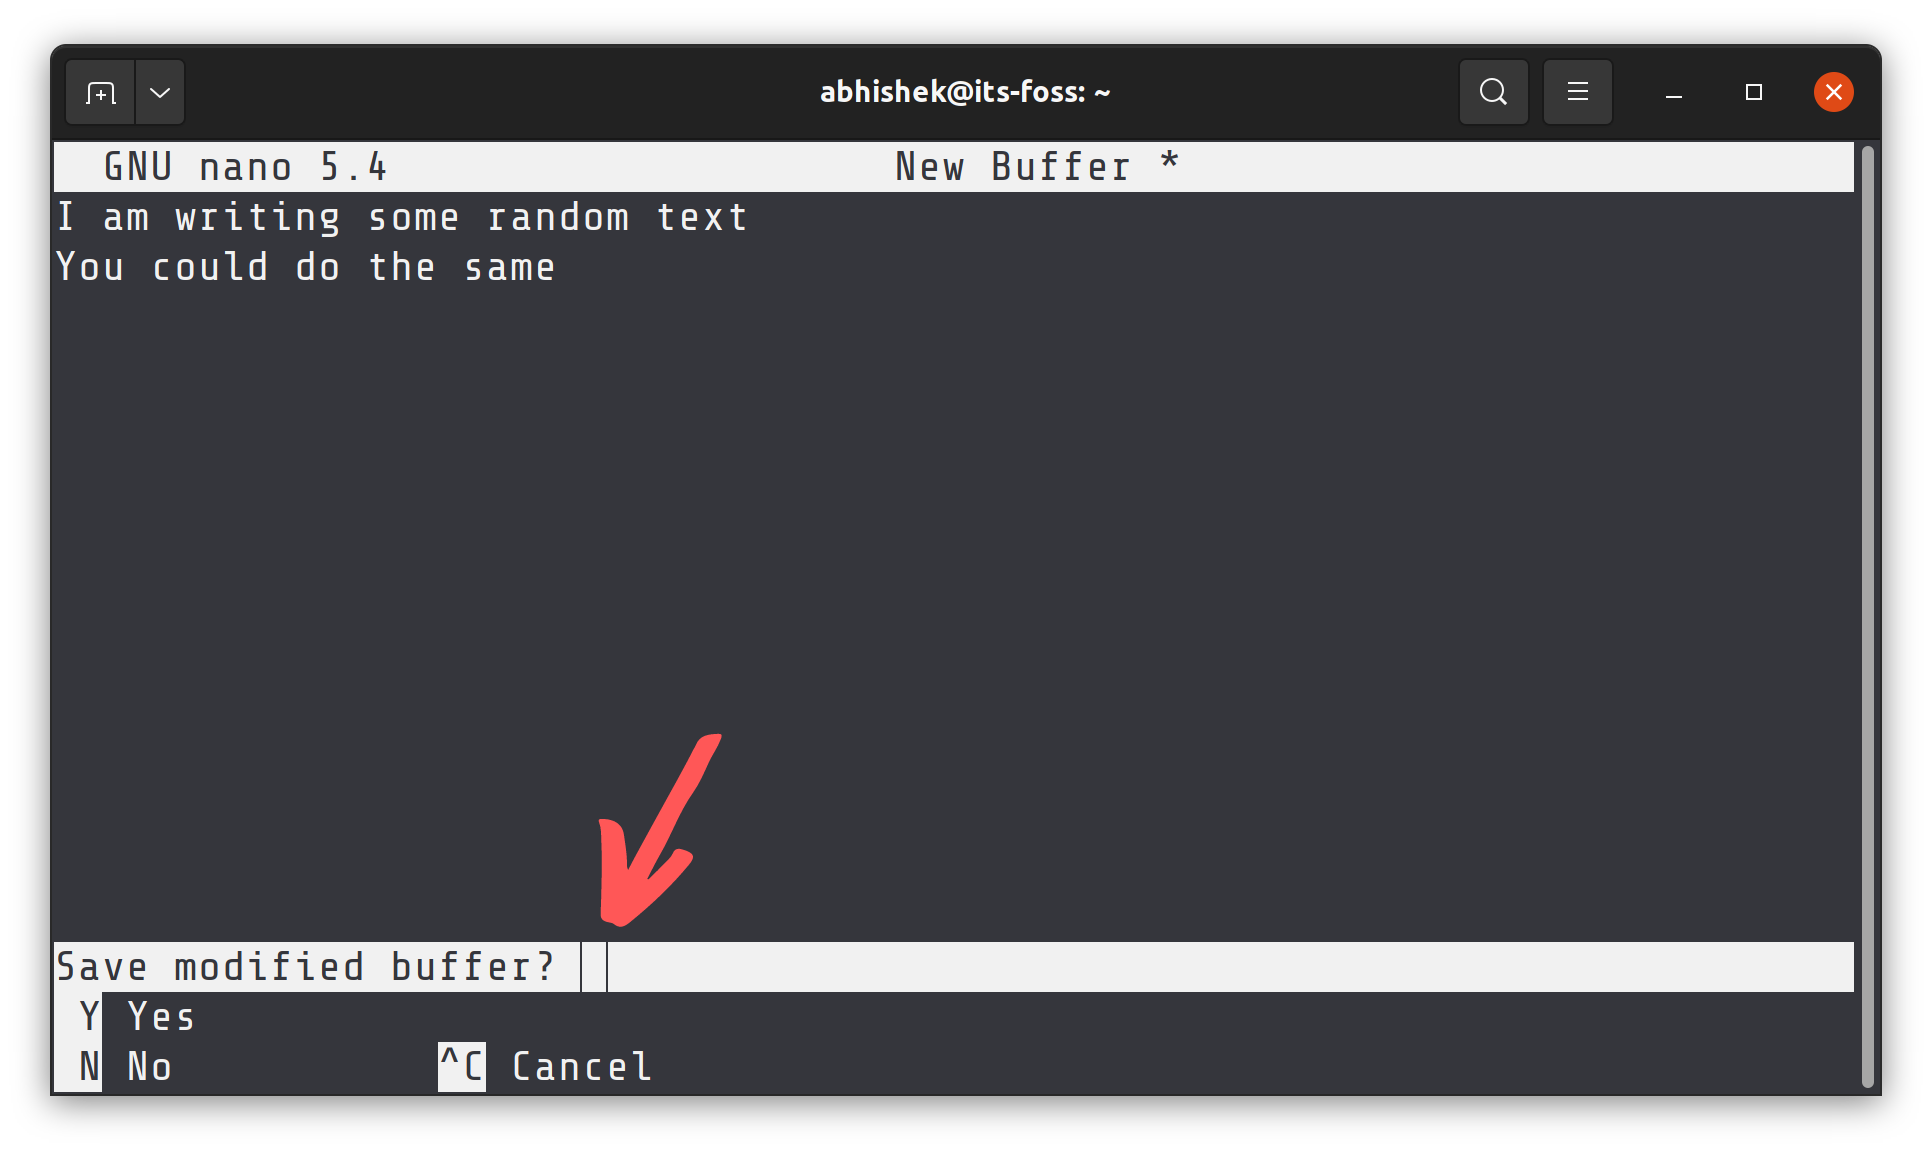 abhishek@its-foss: ~
GNU nano 5.4 New Buffer *
I am writing some random text
You could do the same
Save modified buffer?
Y Yes
N No ^C Cancel